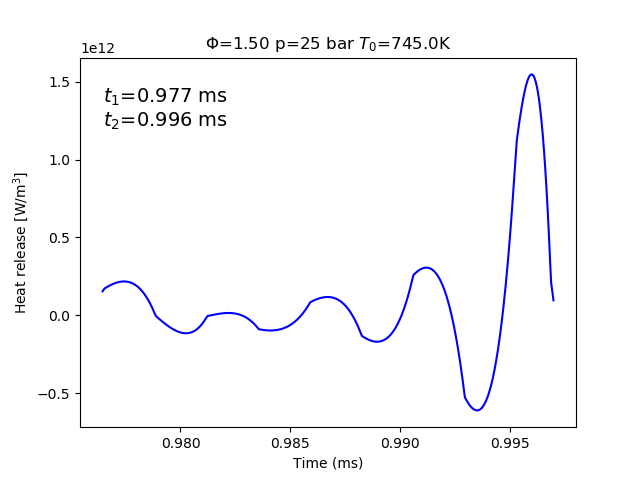 Φ=1.50 p=25 bar T₀=745.0K
1e12
t₁=0.977 ms
t₂=0.996 ms
1.5
1.0
0.5
0.0
−0.5
Heat release [W/m³]
0.980 0.985 0.990 0.995
Time (ms)